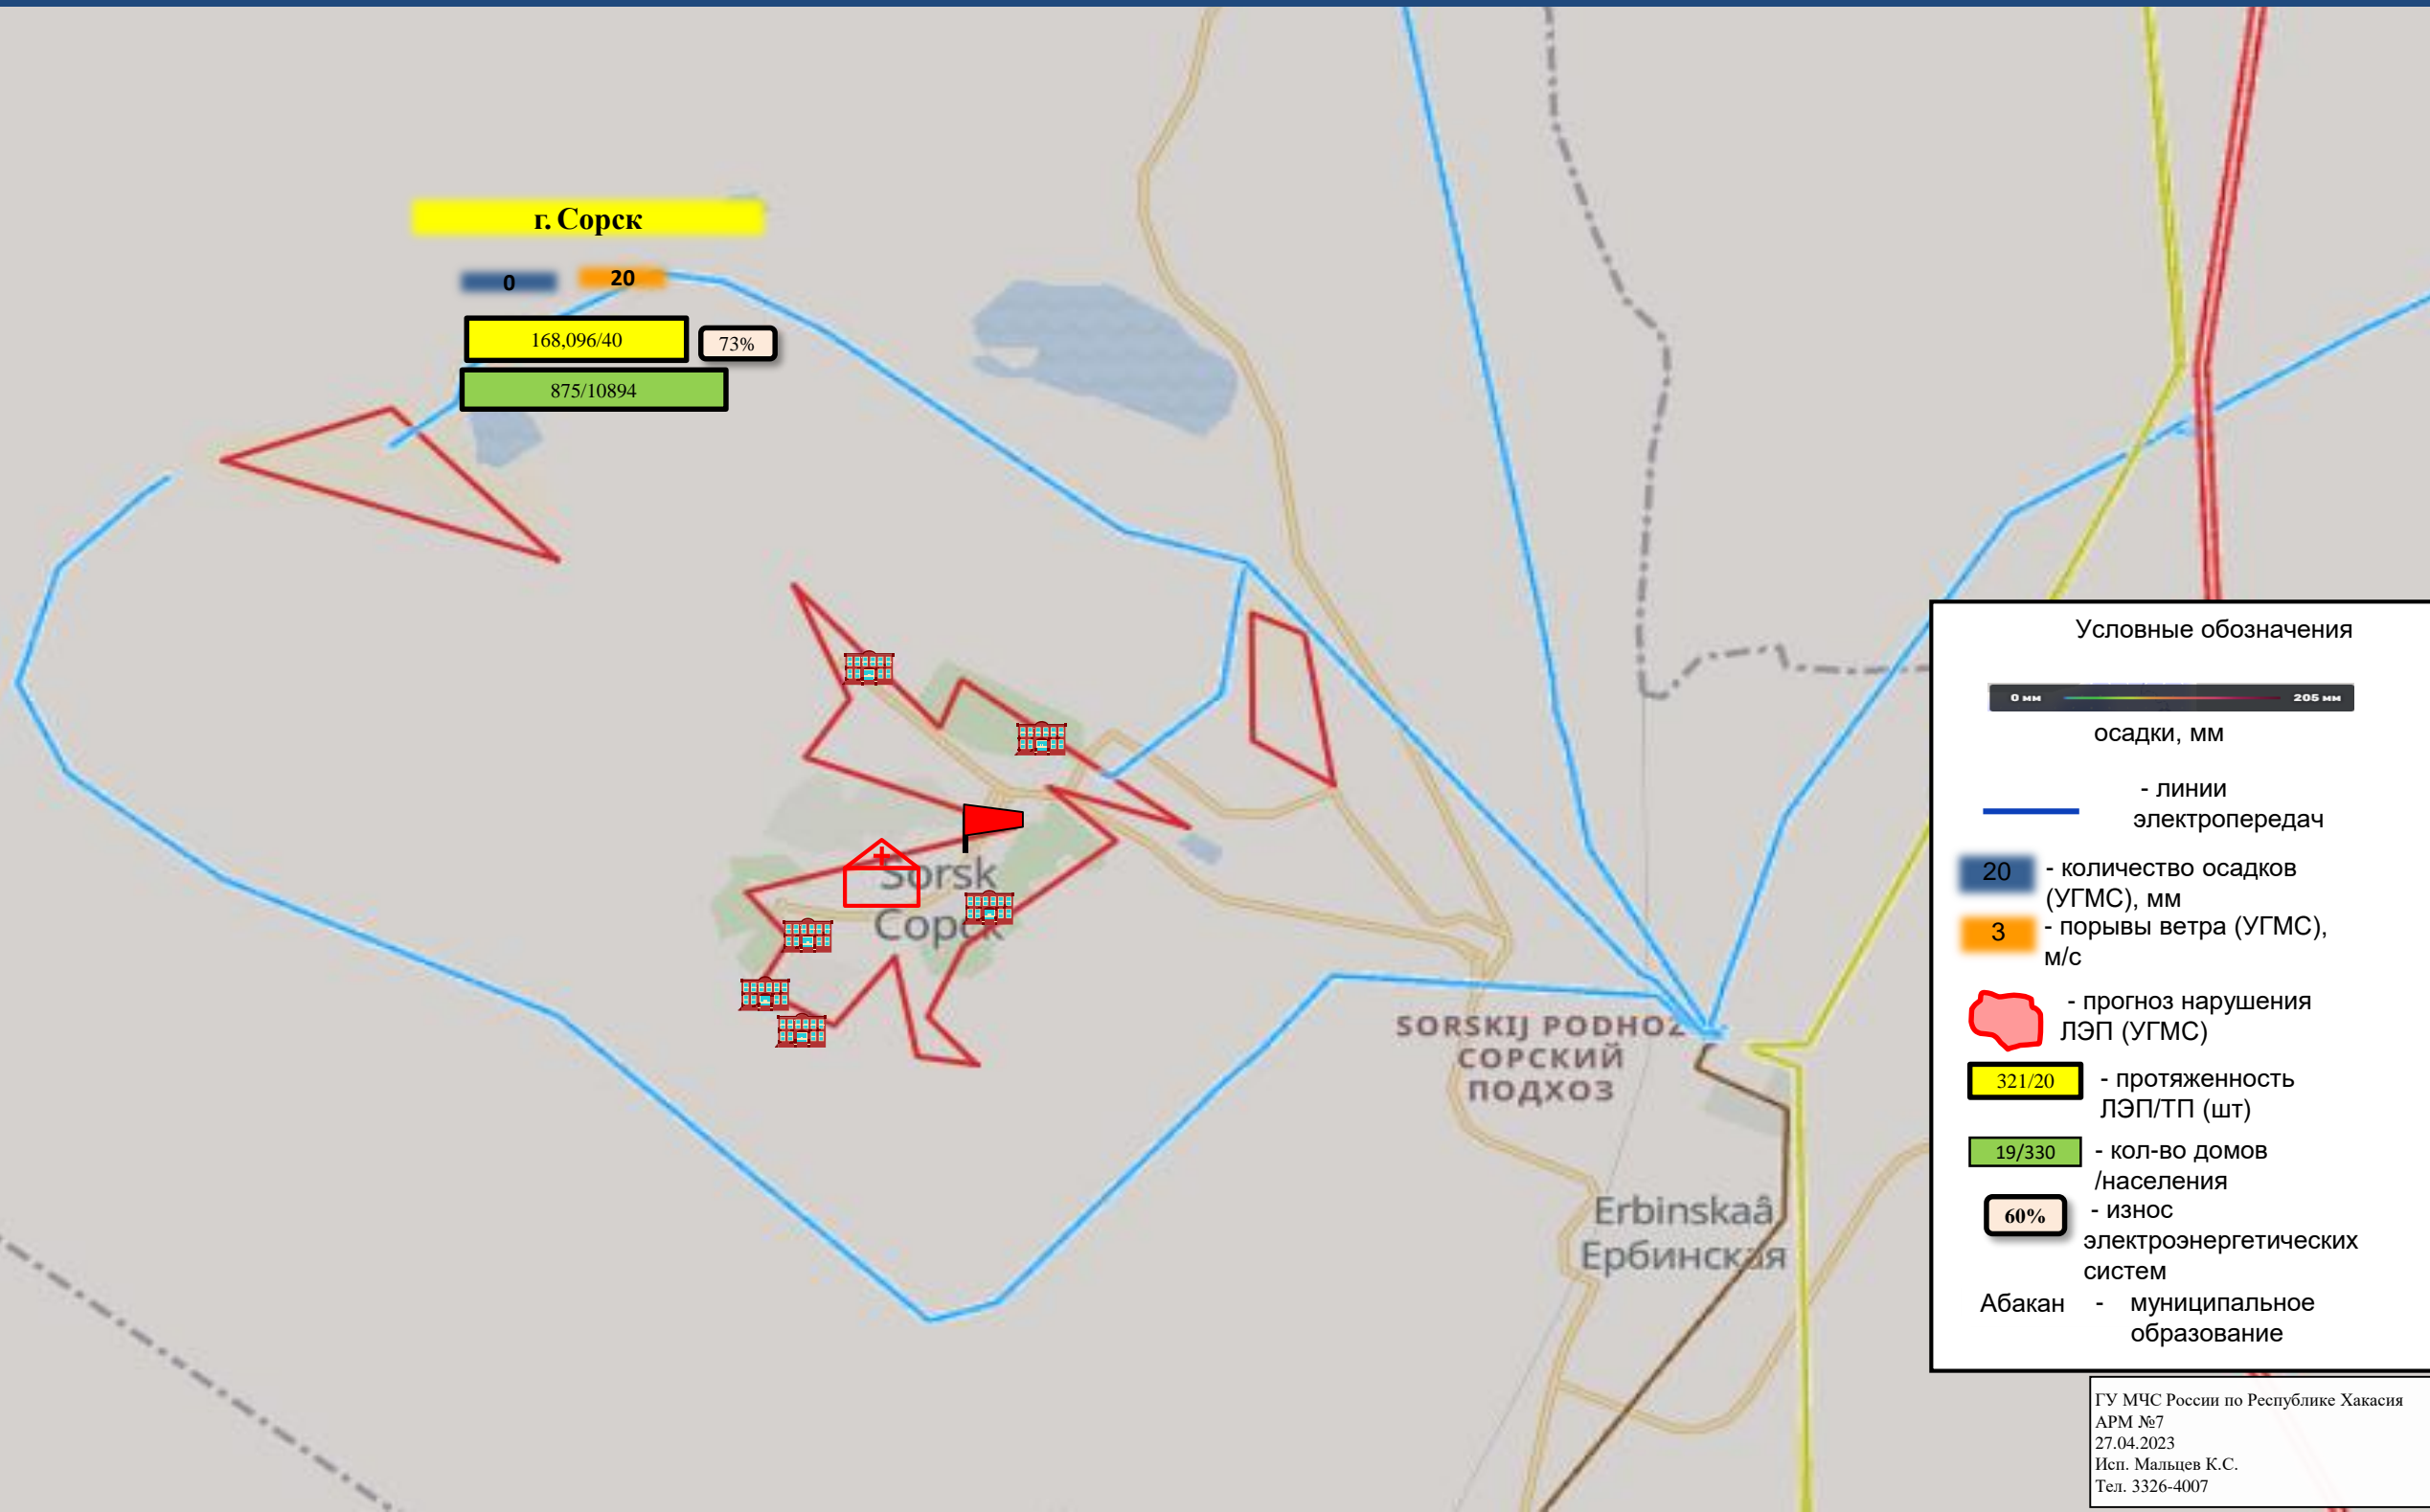 г. Сорск
0
20
168,096/40
73%
875/10894
Sorsk
Сорск
SORSKIJ PODHOZ
СОРСКИЙ
ПОДХОЗ
Erbinskaâ
Ербинская
Условные обозначения
0 мм
205 мм
осадки, мм
- линии
электропередач
20
- количество осадков
(УГМС), мм
3
- порывы ветра (УГМС),
м/с
- прогноз нарушения
ЛЭП (УГМС)
321/20
- протяженность
ЛЭП/ТП (шт)
19/330
- кол-во домов
/населения
60%
- износ
электроэнергетических
систем
Абакан - муниципальное
образование
ГУ МЧС России по Республике Хакасия
АРМ №7
27.04.2023
Исп. Мальцев К.С.
Тел. 3326-4007